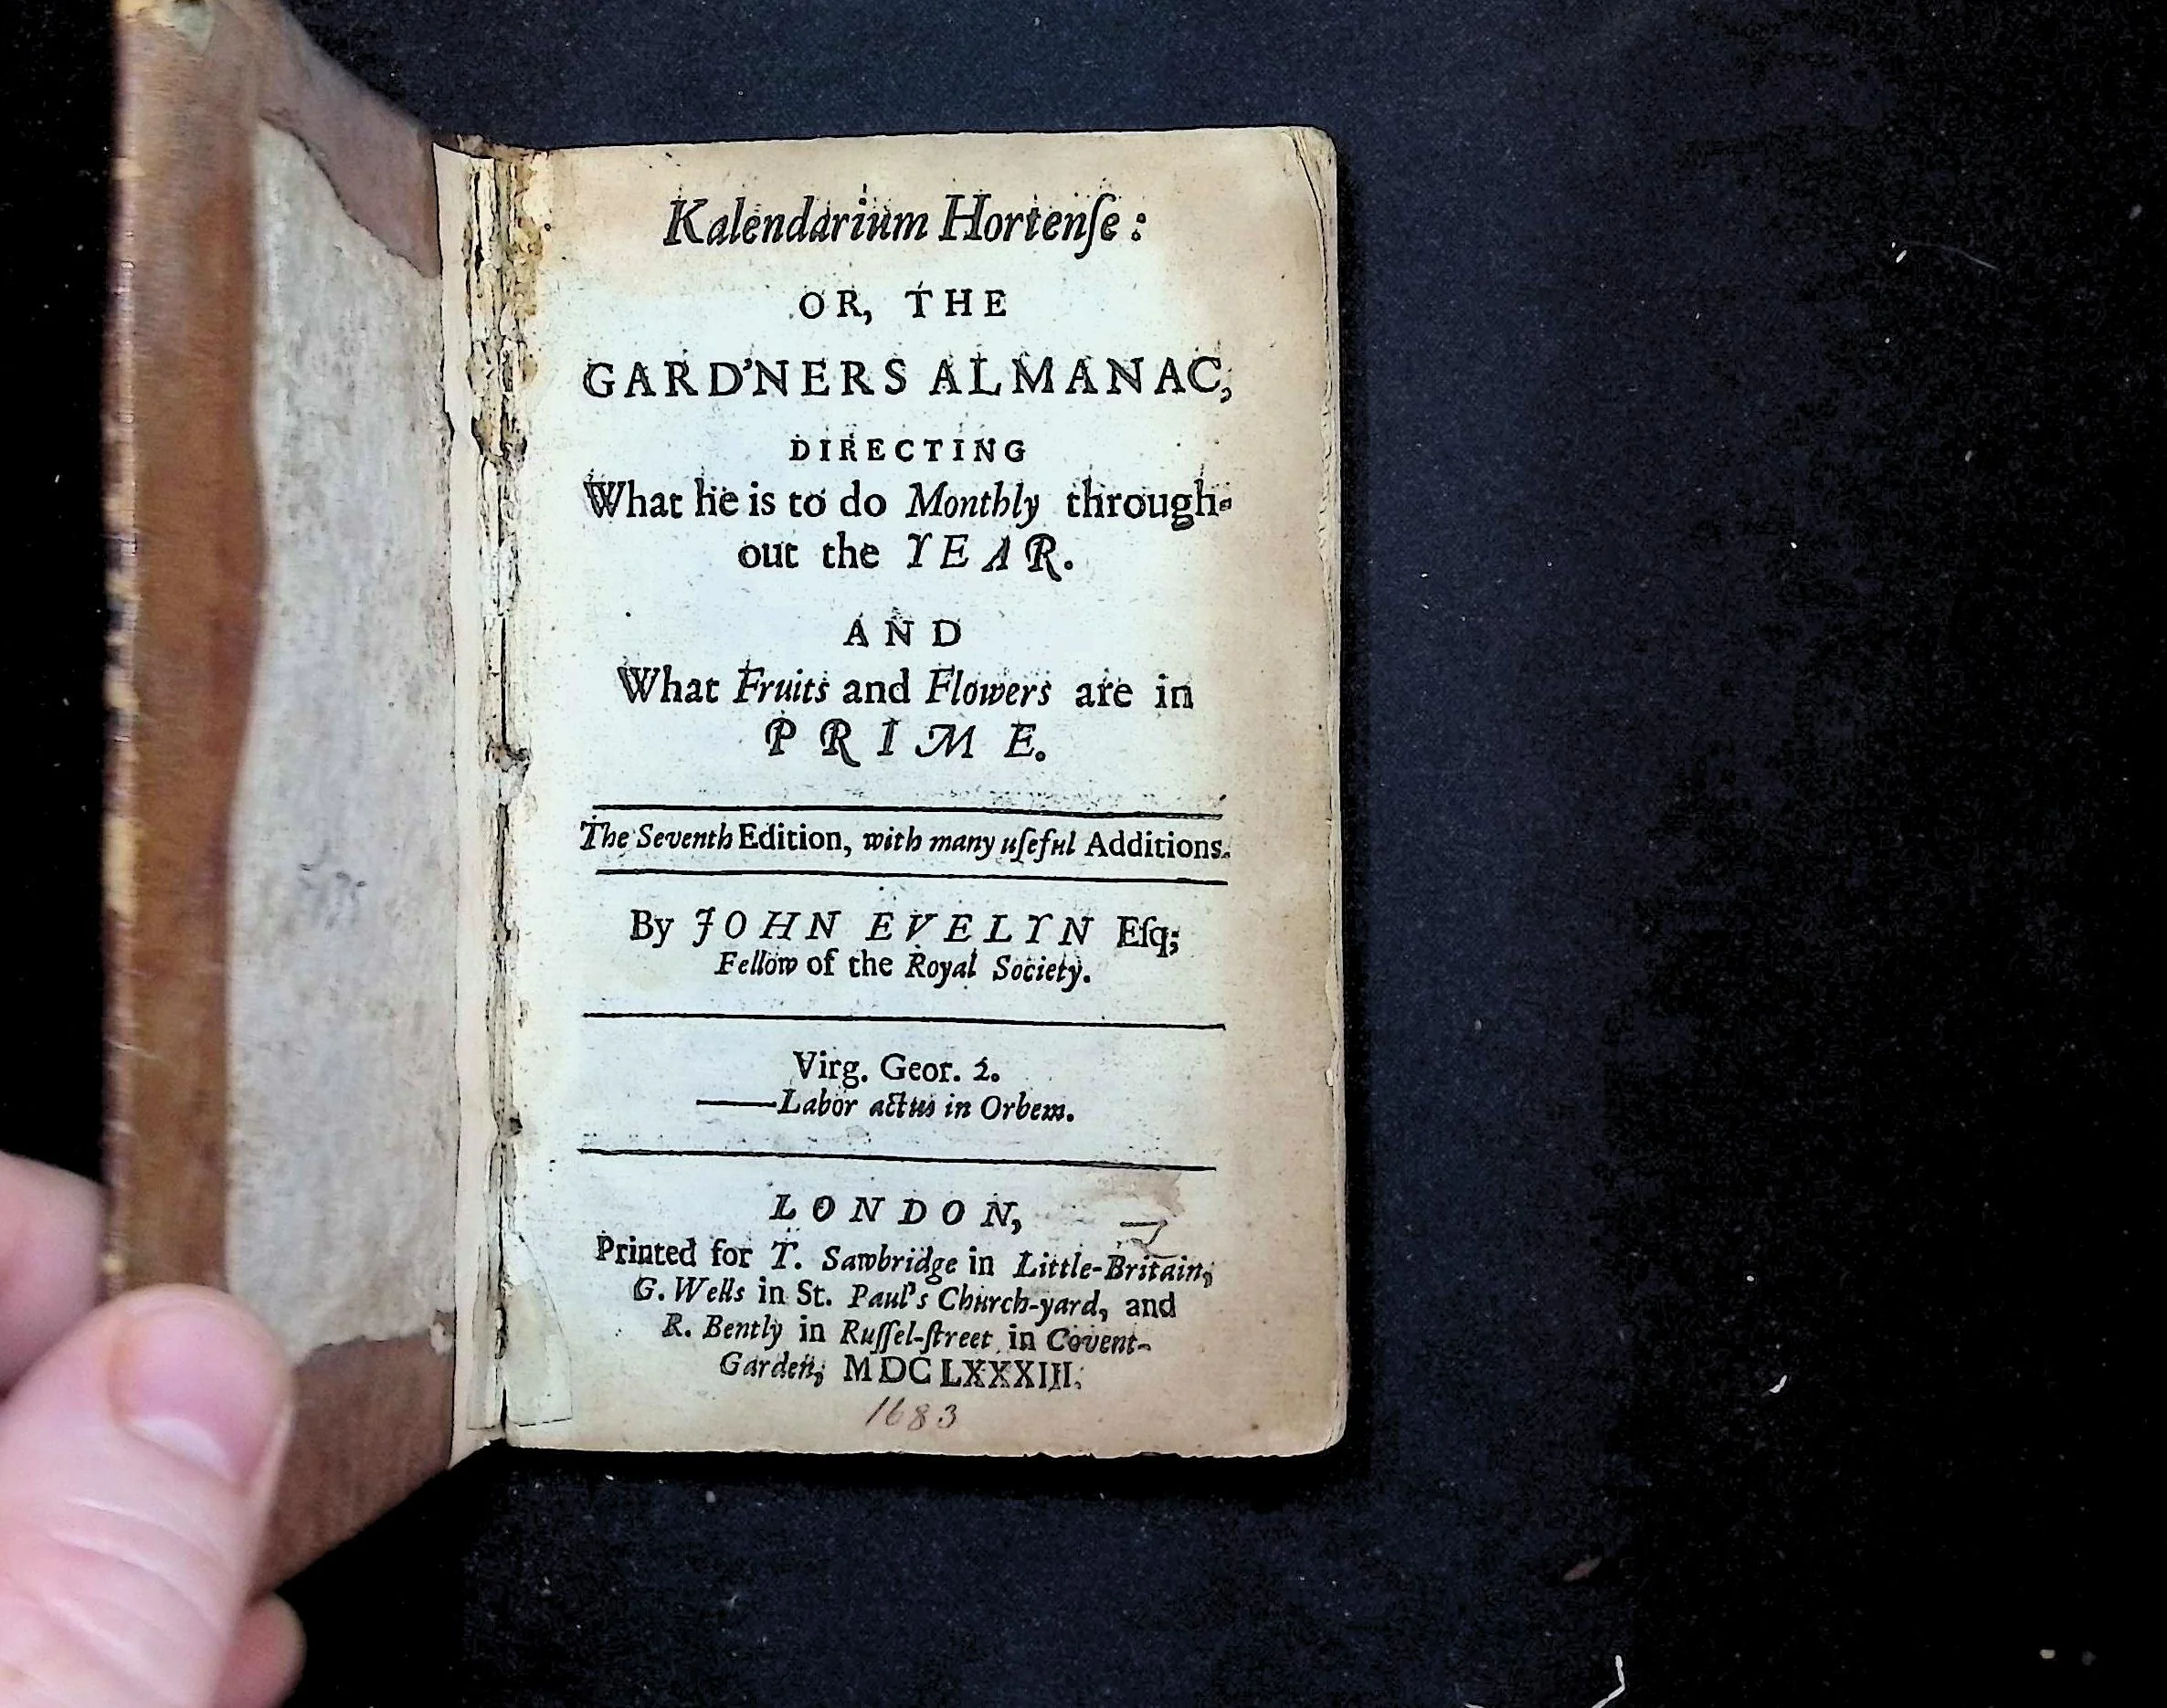 Kalendarium Hortenſe:
OR, THE
GARD'NERS ALMANAC,
DIRECTING
What he is to do Monthly through-
out the YEAR.
AND
What Fruits and Flowers are in
PRIME.
The Seventh Edition, with many uſeful Additions.
By JOHN EVELYN Eſq;
Fellow of the Royal Society.
Virg. Geor. 2.
——Labor actus in Orbem.
LONDON,
Printed for T. Sawbridge in Little-Britain,
G. Wells in St. Paul's Church-yard, and
R. Bently in Ruſſel-ſtreet in Covent-
Garden, MDCLXXXIII.
1683